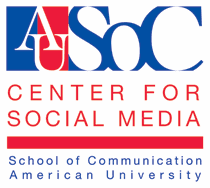 AUSOC
CENTER FOR
SOCIAL MEDIA
School of Communication
American University